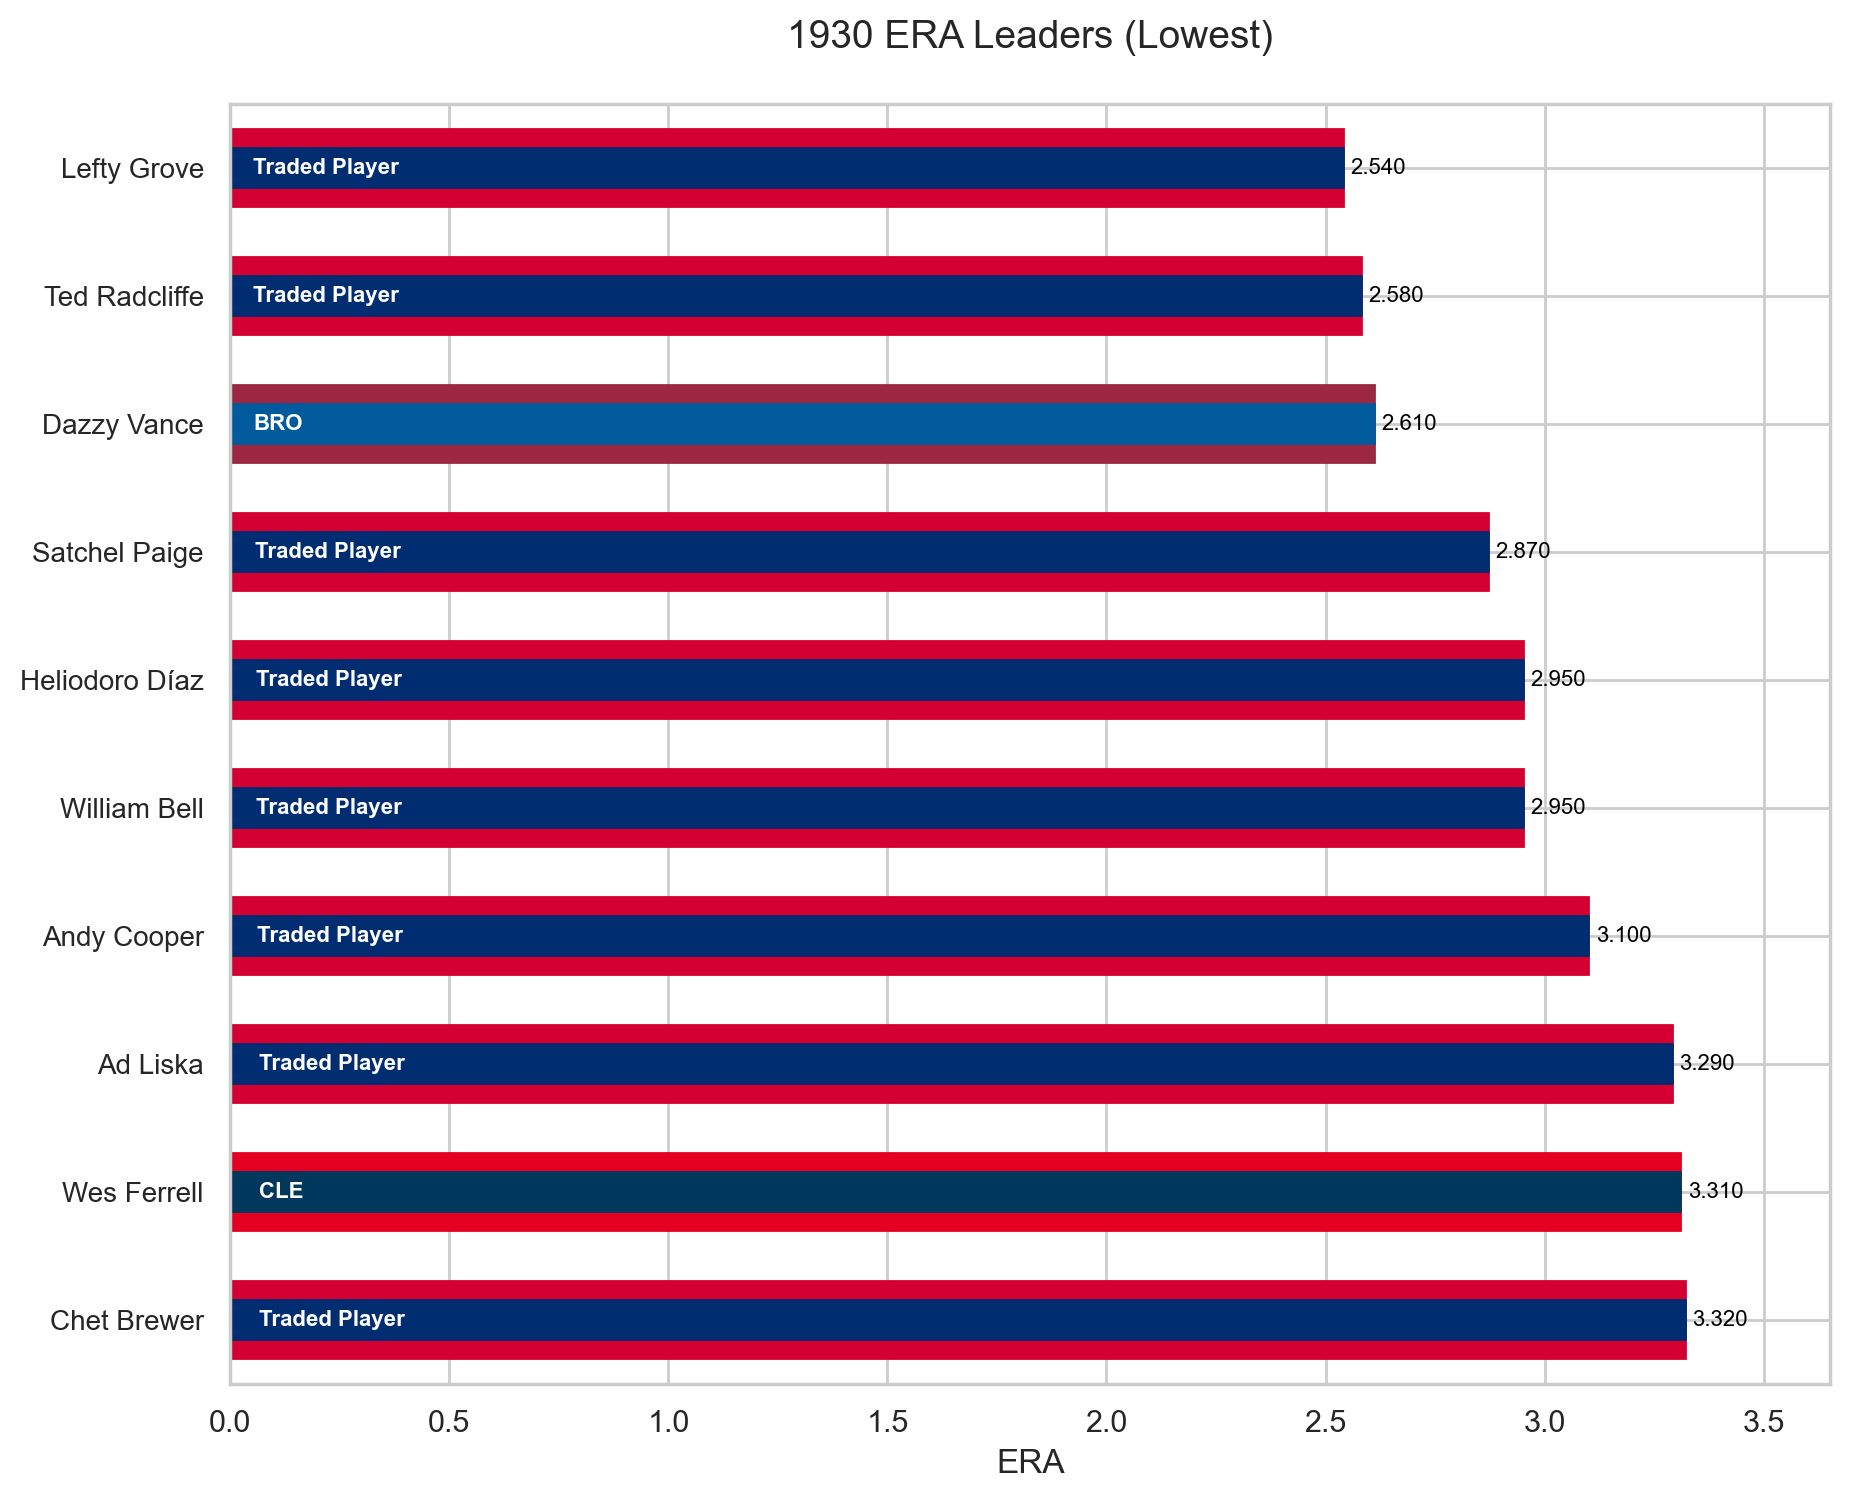 1930 ERA Leaders (Lowest)
Lefty Grove Traded Player 2.540
Ted Radcliffe Traded Player 2.580
Dazzy Vance BRO 2.610
Satchel Paige Traded Player 2.870
Heliodoro Díaz Traded Player 2.950
William Bell Traded Player 2.950
Andy Cooper Traded Player 3.100
Ad Liska Traded Player 3.290
Wes Ferrell CLE 3.310
Chet Brewer Traded Player 3.320
0.0 0.5 1.0 1.5 2.0 2.5 3.0 3.5
ERA